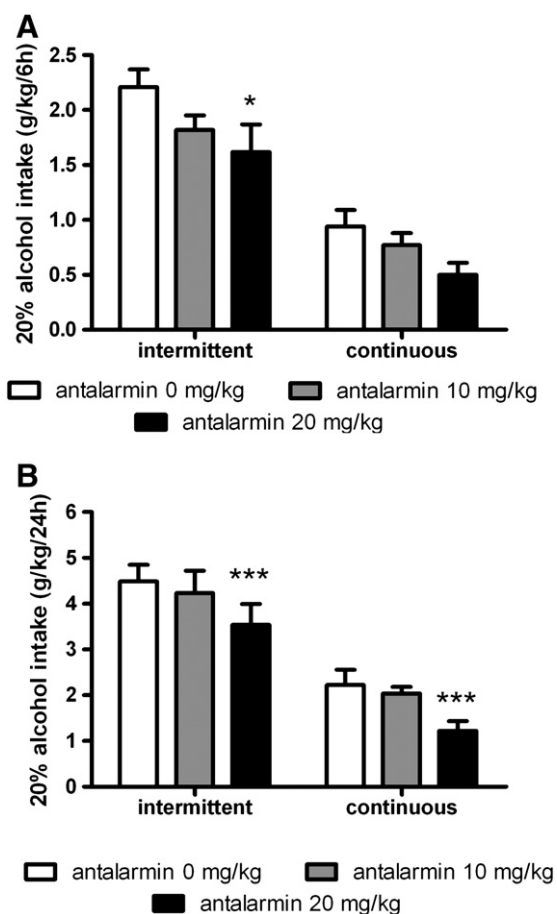 A
20% alcohol intake (g/kg/6h)
2.5
2.0
1.5
1.0
0.5
0.0
*
intermittent continuous
antalarmin 0 mg/kg antalarmin 10 mg/kg
antalarmin 20 mg/kg
B
20% alcohol intake (g/kg/24h)
6
5
4
3
2
1
0
***
***
intermittent continuous
antalarmin 0 mg/kg antalarmin 10 mg/kg
antalarmin 20 mg/kg